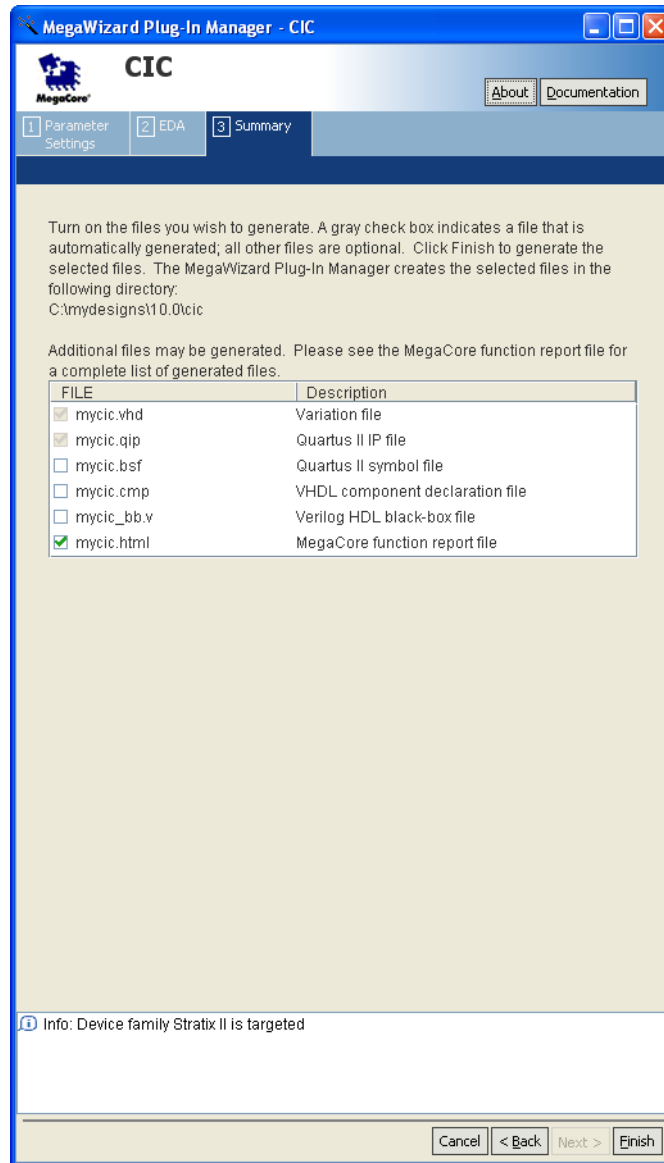 MegaWizard Plug-In Manager - CIC
MegaCore®
CIC
About Documentation
1 Parameter Settings
2 EDA
3 Summary
Turn on the files you wish to generate. A gray check box indicates a file that is
automatically generated; all other files are optional. Click Finish to generate the
selected files. The MegaWizard Plug-In Manager creates the selected files in the
following directory:
C:\mydesigns\10.0\cic
Additional files may be generated. Please see the MegaCore function report file for
a complete list of generated files.
FILE Description
mycic.vhd Variation file
mycic.qip Quartus II IP file
mycic.bsf Quartus II symbol file
mycic.cmp VHDL component declaration file
mycic_bb.v Verilog HDL black-box file
mycic.html MegaCore function report file
Info: Device family Stratix II is targeted
Cancel < Back Next > Finish